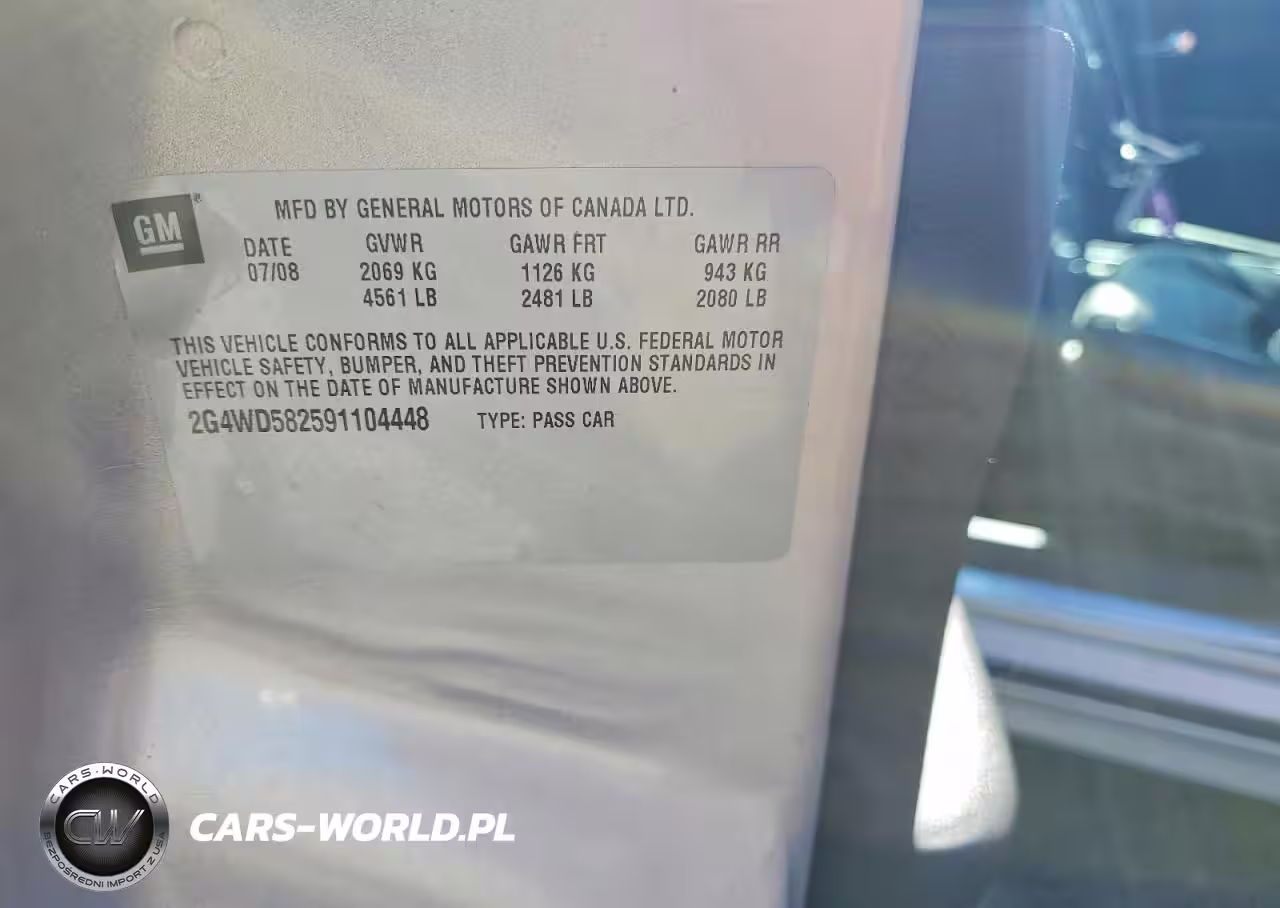 GM®
MFD BY GENERAL MOTORS OF CANADA LTD.
DATE GVWR GAWR FRT GAWR RR
07/08 2069 KG 1126 KG 943 KG
4561 LB 2481 LB 2080 LB
THIS VEHICLE CONFORMS TO ALL APPLICABLE U.S. FEDERAL MOTOR
VEHICLE SAFETY, BUMPER, AND THEFT PREVENTION STANDARDS IN
EFFECT ON THE DATE OF MANUFACTURE SHOWN ABOVE.
2G4WD582591104448 TYPE: PASS CAR
CARS-WORLD
CW
BEZPOŚREDNI IMPORT Z USA
CARS-WORLD.PL